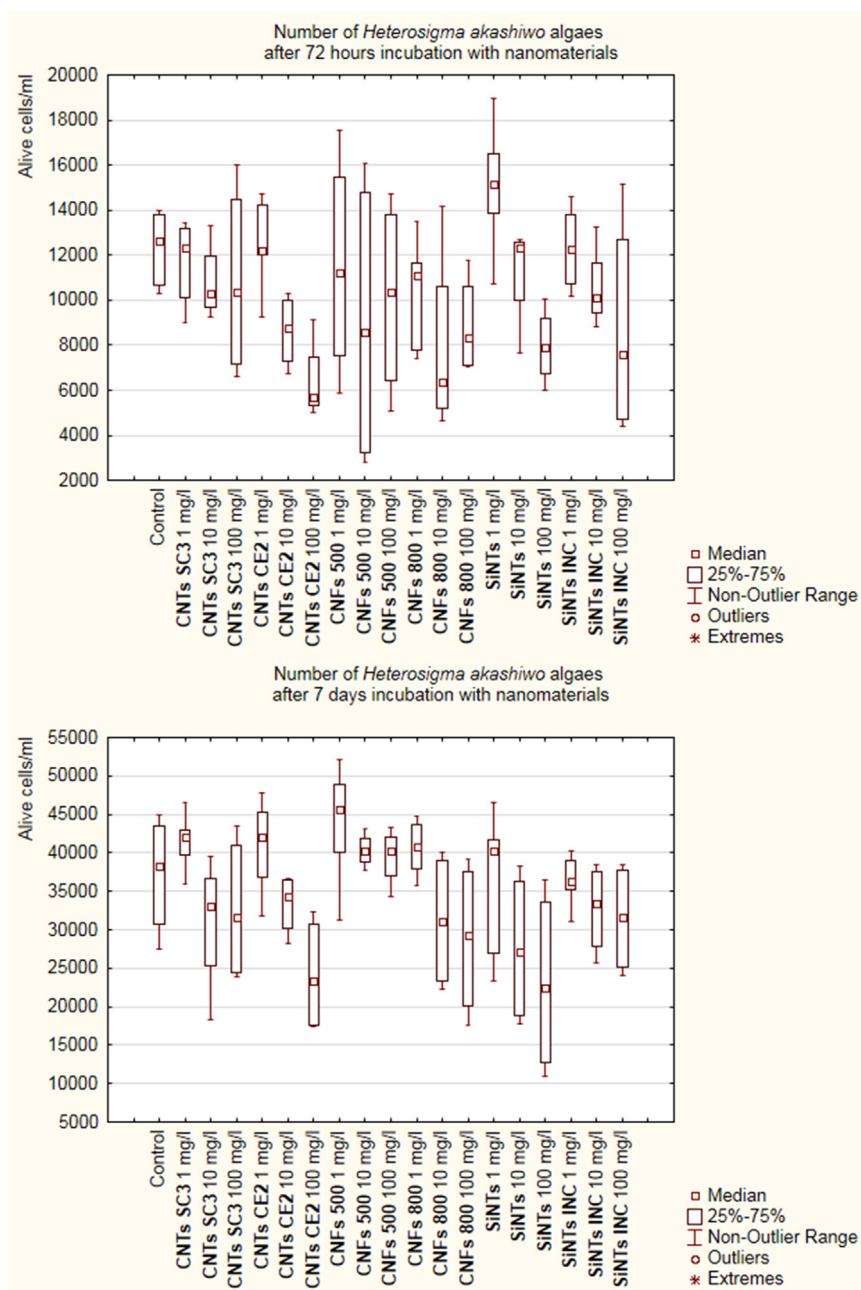 Number of Heterosigma akashiwo algaes
after 72 hours incubation with nanomaterials
Alive cells/ml
20000
18000
16000
14000
12000
10000
8000
6000
4000
2000
Control
CNTs SC3 1 mg/l
CNTs SC3 10 mg/l
CNTs SC3 100 mg/l
CNTs CE2 1 mg/l
CNTs CE2 10 mg/l
CNTs CE2 100 mg/l
CNFs 500 1 mg/l
CNFs 500 10 mg/l
CNFs 500 100 mg/l
CNFs 800 1 mg/l
CNFs 800 10 mg/l
CNFs 800 100 mg/l
SiNTs 1 mg/l
SiNTs 10 mg/l
SiNTs 100 mg/l
SiNTs INC 1 mg/l
SiNTs INC 10 mg/l
SiNTs INC 100 mg/l
Median
25%-75%
Non-Outlier Range
Outliers
Extremes
Number of Heterosigma akashiwo algaes
after 7 days incubation with nanomaterials
Alive cells/ml
55000
50000
45000
40000
35000
30000
25000
20000
15000
10000
5000
Control
CNTs SC3 1 mg/l
CNTs SC3 10 mg/l
CNTs SC3 100 mg/l
CNTs CE2 1 mg/l
CNTs CE2 10 mg/l
CNTs CE2 100 mg/l
CNFs 500 1 mg/l
CNFs 500 10 mg/l
CNFs 500 100 mg/l
CNFs 800 1 mg/l
CNFs 800 10 mg/l
CNFs 800 100 mg/l
SiNTs 1 mg/l
SiNTs 10 mg/l
SiNTs 100 mg/l
SiNTs INC 1 mg/l
SiNTs INC 10 mg/l
SiNTs INC 100 mg/l
Median
25%-75%
Non-Outlier Range
Outliers
Extremes